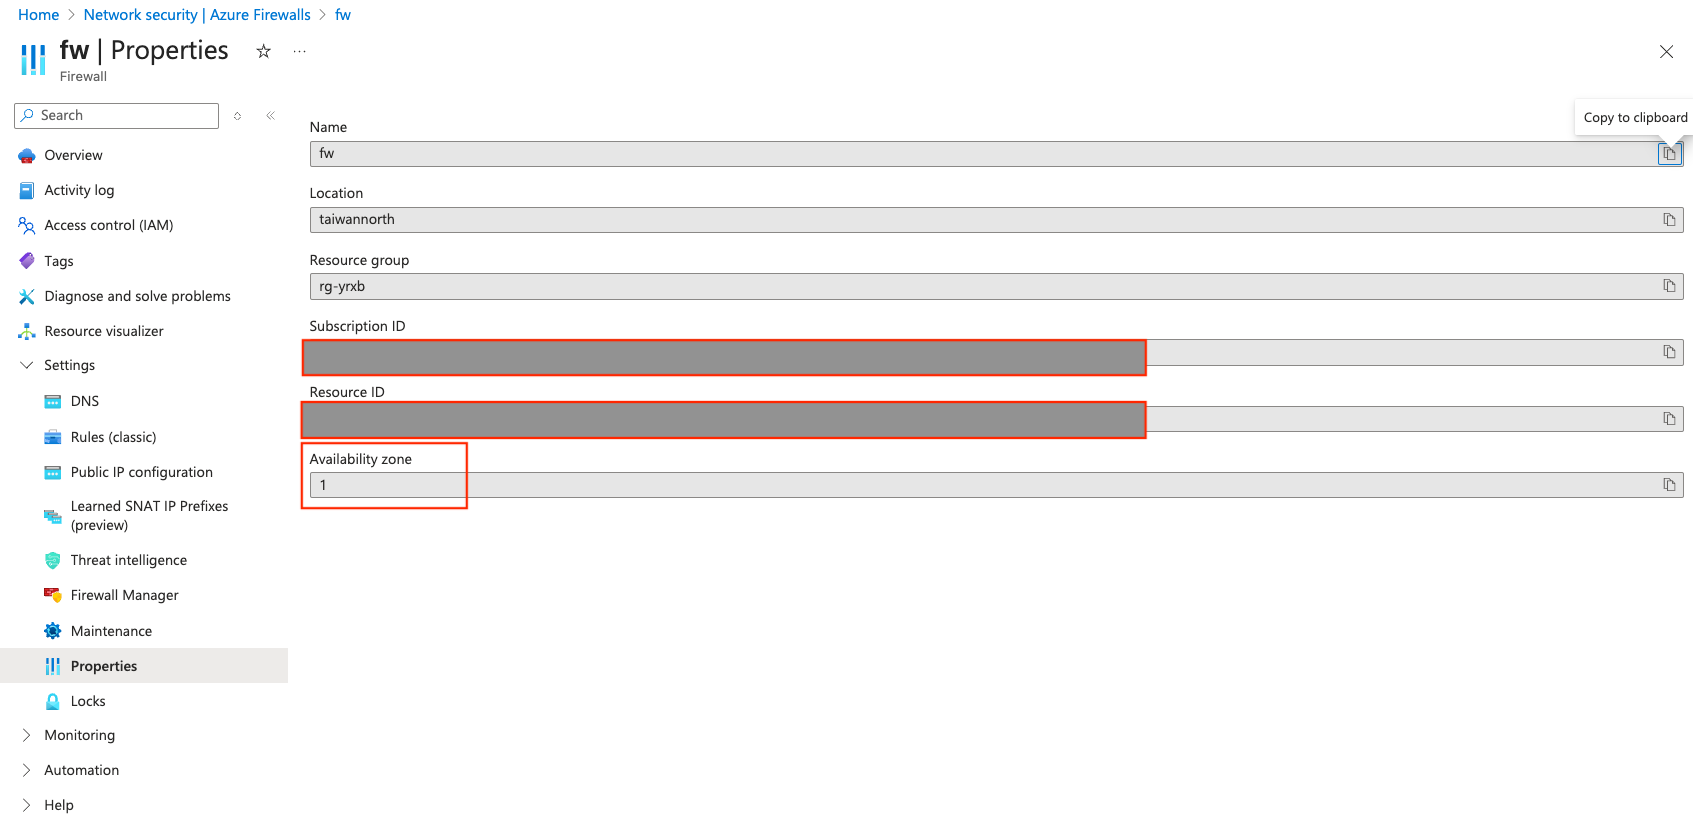 Home > Network security | Azure Firewalls > fw
fw | Properties
Firewall
Search
Overview
Activity log
Access control (IAM)
Tags
Diagnose and solve problems
Resource visualizer
Settings
DNS
Rules (classic)
Public IP configuration
Learned SNAT IP Prefixes
(preview)
Threat intelligence
Firewall Manager
Maintenance
Properties
Locks
Monitoring
Automation
Help
Copy to clipboard
Name
fw
Location
taiwannorth
Resource group
rg-yrxb
Subscription ID
Resource ID
Availability zone
1